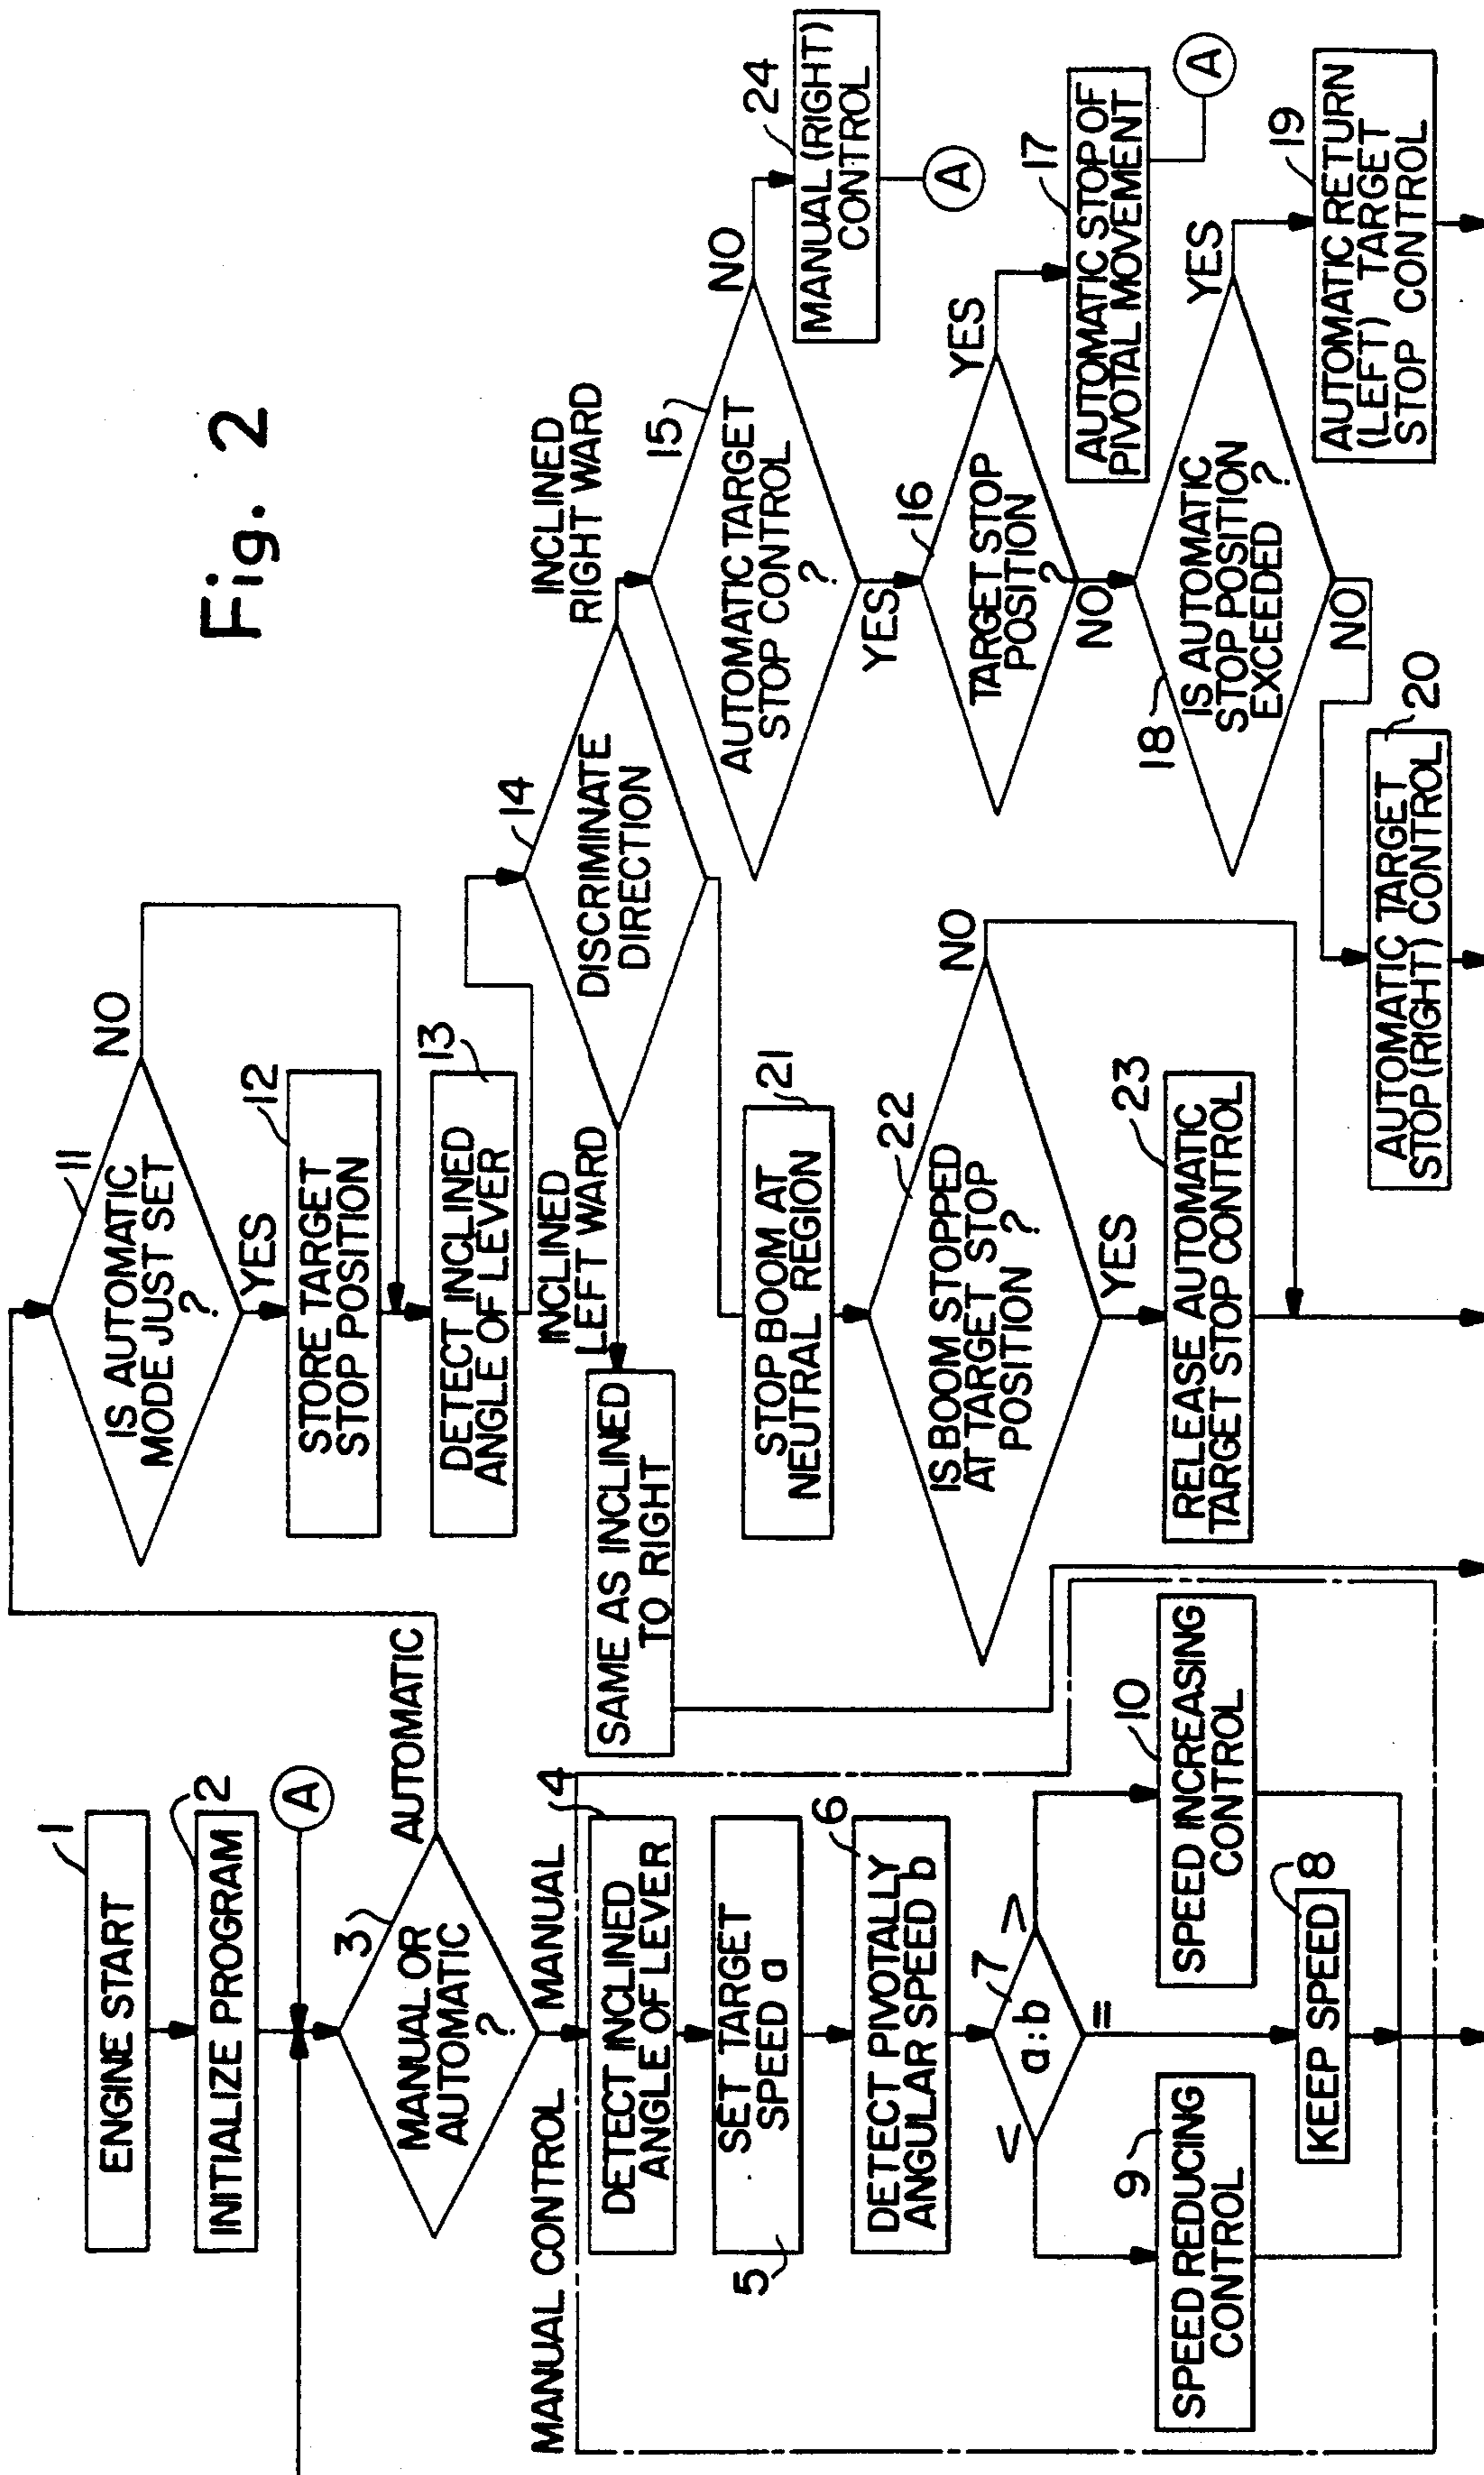 Fig. 2
1
ENGINE START
2
INITIALIZE PROGRAM
A
3
MANUAL OR
AUTOMATIC
?
AUTOMATIC
MANUAL CONTROL
MANUAL
4
DETECT INCLINED
ANGLE OF LEVER
5
SET TARGET
SPEED a
6
DETECT PIVOTALLY
ANGULAR SPEED b
7
a:b
<
>
=
9
SPEED REDUCING
CONTROL
10
SPEED INCREASING
CONTROL
8
KEEP SPEED
11
IS AUTOMATIC
MODE JUST SET
?
NO
YES
12
STORE TARGET
STOP POSITION
13
DETECT INCLINED
ANGLE OF LEVER
14
DISCRIMINATE
DIRECTION
INCLINED
LEFT WARD
INCLINED
RIGHT WARD
SAME AS INCLINED
TO RIGHT
21
STOP BOOM AT
NEUTRAL REGION
22
IS BOOM STOPPED
AT TARGET STOP
POSITION ?
NO
YES
23
RELEASE AUTOMATIC
TARGET STOP CONTROL
15
AUTOMATIC TARGET
STOP CONTROL
?
NO
24
MANUAL (RIGHT)
CONTROL
A
YES
16
TARGET STOP
POSITION
?
YES
17
AUTOMATIC STOP OF
PIVOTAL MOVEMENT
A
NO
18
IS AUTOMATIC
STOP POSITION
EXCEEDED ?
YES
19
AUTOMATIC RETURN
(LEFT) TARGET
STOP CONTROL
NO
20
AUTOMATIC TARGET
STOP (RIGHT) CONTROL